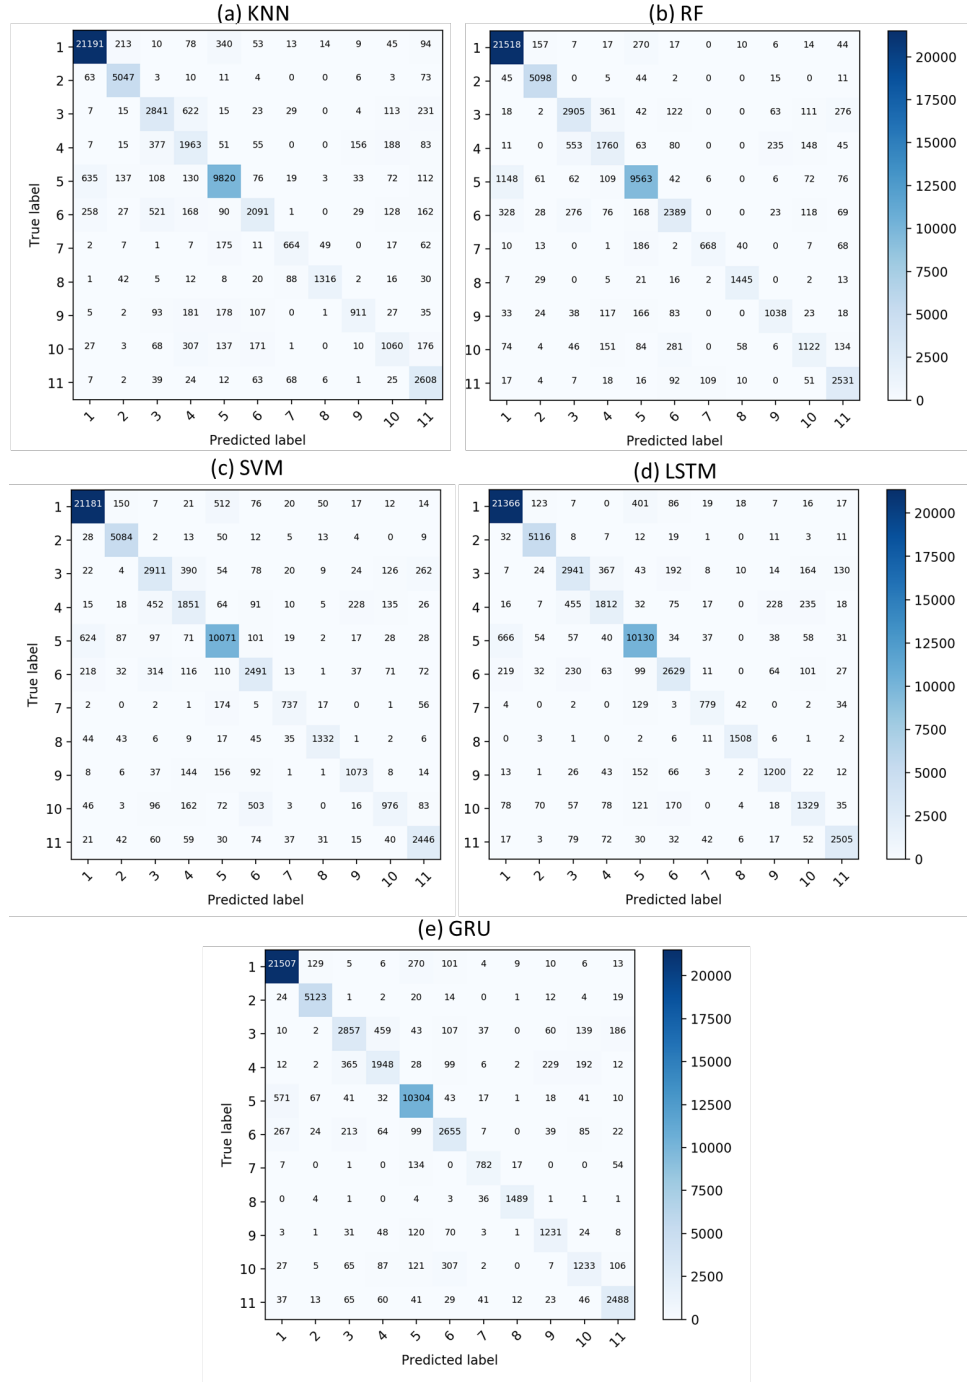 (a) KNN
1 21191 213 10 78 340 53 13 14 9 45 94
2 63 5047 3 10 11 4 0 0 6 3 73
3 7 15 2841 622 15 23 29 0 4 113 231
4 7 15 377 1963 51 55 0 0 156 188 83
5 635 137 108 130 9820 76 19 3 33 72 112
6 258 27 521 168 90 2091 1 0 29 128 162
7 2 7 1 7 175 11 664 49 0 17 62
8 1 42 5 12 8 20 88 1316 2 16 30
9 5 2 93 181 178 107 0 1 911 27 35
10 27 3 68 307 137 171 1 0 10 1060 176
11 7 2 39 24 12 63 68 6 1 25 2608
1 2 3 4 5 6 7 8 9 10 11
True label
Predicted label
(b) RF
1 21518 157 7 17 270 17 0 10 6 14 44
2 45 5098 0 5 44 2 0 0 15 0 11
3 18 2 2905 361 42 122 0 0 63 111 276
4 11 0 553 1760 63 80 0 0 235 148 45
5 1148 61 62 109 9563 42 6 0 6 72 76
6 328 28 276 76 168 2389 0 0 23 118 69
7 10 13 0 1 186 2 668 40 0 7 68
8 7 29 0 5 21 16 2 1445 0 2 13
9 33 24 38 117 166 83 0 0 1038 23 18
10 74 4 46 151 84 281 0 58 6 1122 134
11 17 4 7 18 16 92 109 10 0 51 2531
1 2 3 4 5 6 7 8 9 10 11
Predicted label
20000
17500
15000
12500
10000
7500
5000
2500
0
(c) SVM
1 21181 150 7 21 512 76 20 50 17 12 14
2 28 5084 2 13 50 12 5 13 4 0 9
3 22 4 2911 390 54 78 20 9 24 126 262
4 15 18 452 1851 64 91 10 5 228 135 26
5 624 87 97 71 10071 101 19 2 17 28 28
6 218 32 314 116 110 2491 13 1 37 71 72
7 2 0 2 1 174 5 737 17 0 1 56
8 44 43 6 9 17 45 35 1332 1 2 6
9 8 6 37 144 156 92 1 1 1073 8 14
10 46 3 96 162 72 503 3 0 16 976 83
11 21 42 60 59 30 74 37 31 15 40 2446
1 2 3 4 5 6 7 8 9 10 11
True label
Predicted label
(d) LSTM
1 21366 123 7 0 401 86 19 18 7 16 17
2 32 5116 8 7 12 19 1 0 11 3 11
3 7 24 2941 367 43 192 8 10 14 164 130
4 16 7 455 1812 32 75 17 0 228 235 18
5 666 54 57 40 10130 34 37 0 38 58 31
6 219 32 230 63 99 2629 11 0 64 101 27
7 4 0 2 0 129 3 779 42 0 2 34
8 0 3 1 0 2 6 11 1508 6 1 2
9 13 1 26 43 152 66 3 2 1200 22 12
10 78 70 57 78 121 170 0 4 18 1329 35
11 17 3 79 72 30 32 42 6 17 52 2505
1 2 3 4 5 6 7 8 9 10 11
Predicted label
20000
17500
15000
12500
10000
7500
5000
2500
0
(e) GRU
1 21507 129 5 6 270 101 4 9 10 6 13
2 24 5123 1 2 20 14 0 1 12 4 19
3 10 2 2857 459 43 107 37 0 60 139 186
4 12 2 365 1948 28 99 6 2 229 192 12
5 571 67 41 32 10304 43 17 1 18 41 10
6 267 24 213 64 99 2655 7 0 39 85 22
7 7 0 1 0 134 0 782 17 0 0 54
8 0 4 1 0 4 3 36 1489 1 1 1
9 3 1 31 48 120 70 3 1 1231 24 8
10 27 5 65 87 121 307 2 0 7 1233 106
11 37 13 65 60 41 29 41 12 23 46 2488
1 2 3 4 5 6 7 8 9 10 11
True label
Predicted label
20000
17500
15000
12500
10000
7500
5000
2500
0